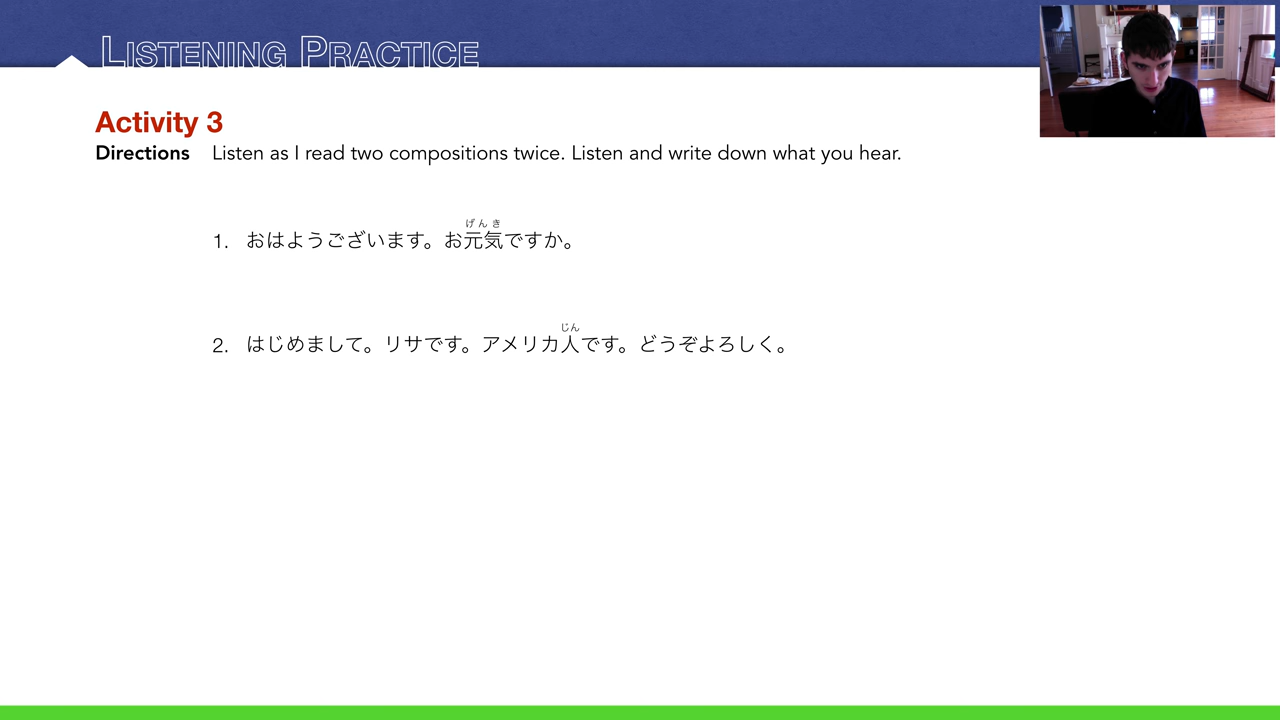 LISTENING PRACTICE
Activity 3
Directions Listen as I read two compositions twice. Listen and write down what you hear.
げんき
1. おはようございます。お元気ですか。
じん
2. はじめまして。リサです。アメリカ人です。どうぞよろしく。